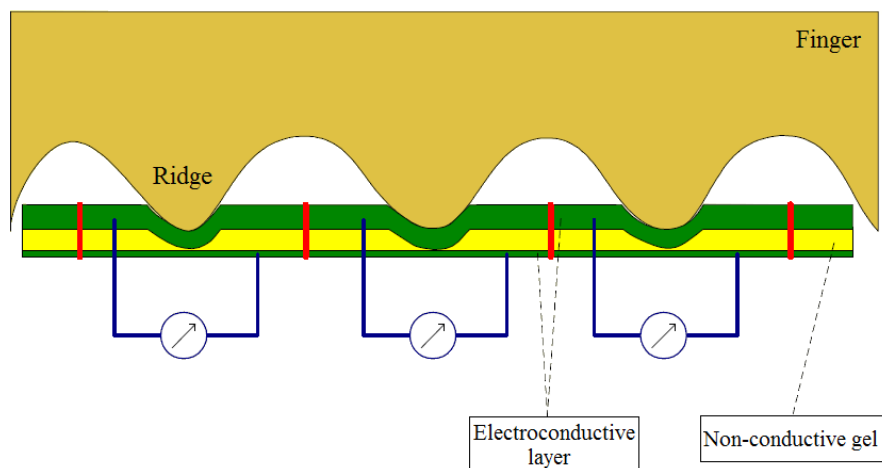 Finger
Ridge
Electroconductive
layer
Non-conductive gel